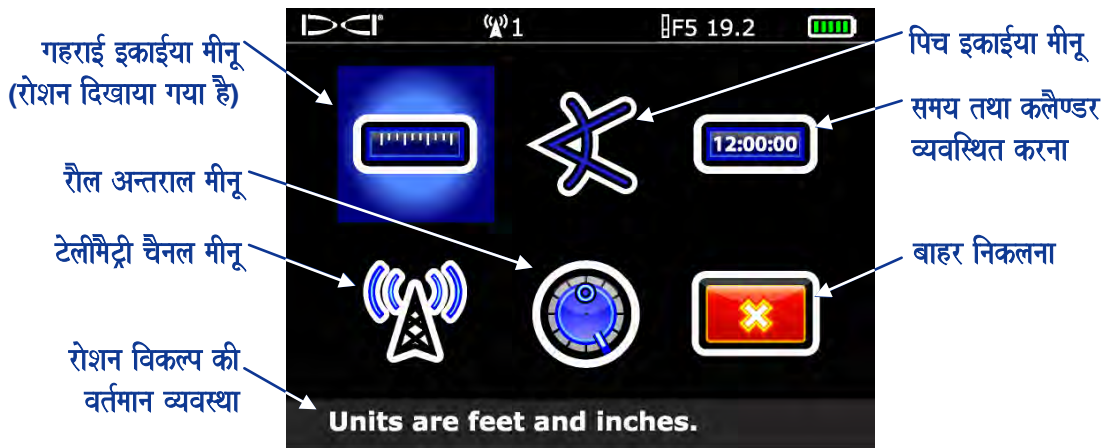 DCI®
1
F5 19.2
गहराई इकाईया मीनू
(रोशन दिखाया गया है)
पिच इकाईया मीनू
समय तथा कलैण्डर
व्यवस्थित करना
12:00:00
रौल अन्तराल मीनू
टेलीमैट्री चैनल मीनू
बाहर निकलना
रोशन विकल्प की
वर्तमान व्यवस्था
Units are feet and inches.